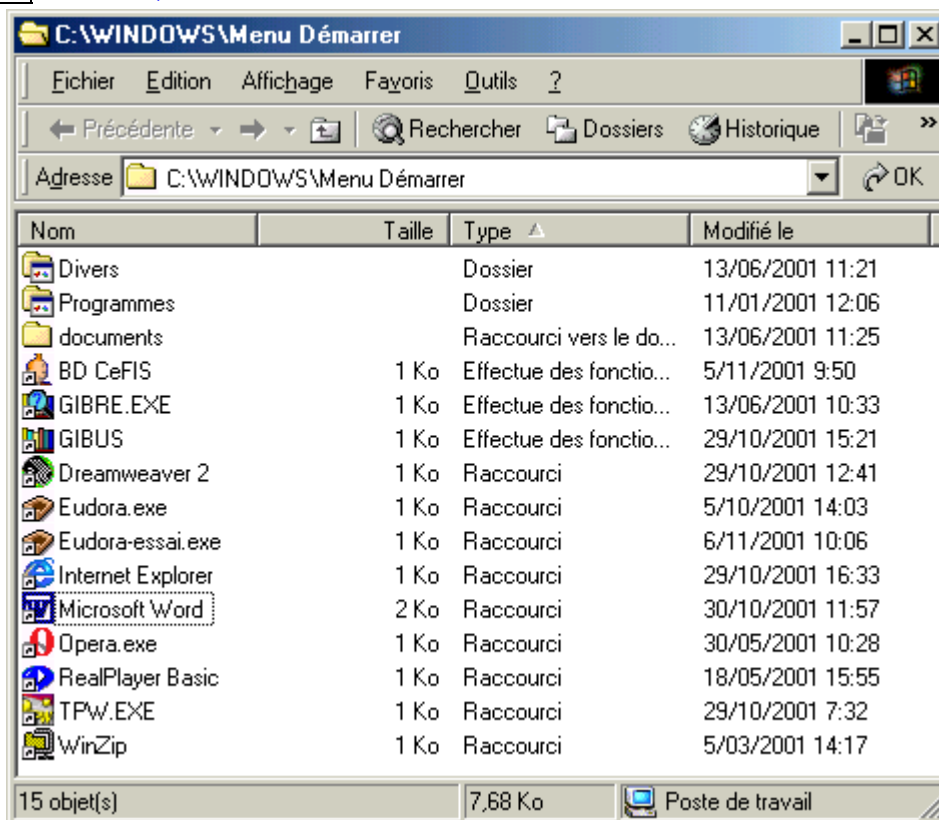 C:\WINDOWS\Menu Démarrer
Fichier Edition Affichage Favoris Outils ?
Précédente Rechercher Dossiers Historique »
Adresse C:\WINDOWS\Menu Démarrer OK
Nom Taille Type Modifié le
Divers Dossier 13/06/2001 11:21
Programmes Dossier 11/01/2001 12:06
documents Raccourci vers le do... 13/06/2001 11:25
BD CeFIS 1 Ko Effectue des fonctio... 5/11/2001 9:50
GIBRE.EXE 1 Ko Effectue des fonctio... 13/06/2001 10:33
GIBUS 1 Ko Effectue des fonctio... 29/10/2001 15:21
Dreamweaver 2 1 Ko Raccourci 29/10/2001 12:41
Eudora.exe 1 Ko Raccourci 5/10/2001 14:03
Eudora-essai.exe 1 Ko Raccourci 6/11/2001 10:06
Internet Explorer 1 Ko Raccourci 29/10/2001 16:33
Microsoft Word 2 Ko Raccourci 30/10/2001 11:57
Opera.exe 1 Ko Raccourci 30/05/2001 10:28
RealPlayer Basic 1 Ko Raccourci 18/05/2001 15:55
TPW.EXE 1 Ko Raccourci 29/10/2001 7:32
WinZip 1 Ko Raccourci 5/03/2001 14:17
15 objet(s) 7,68 Ko Poste de travail